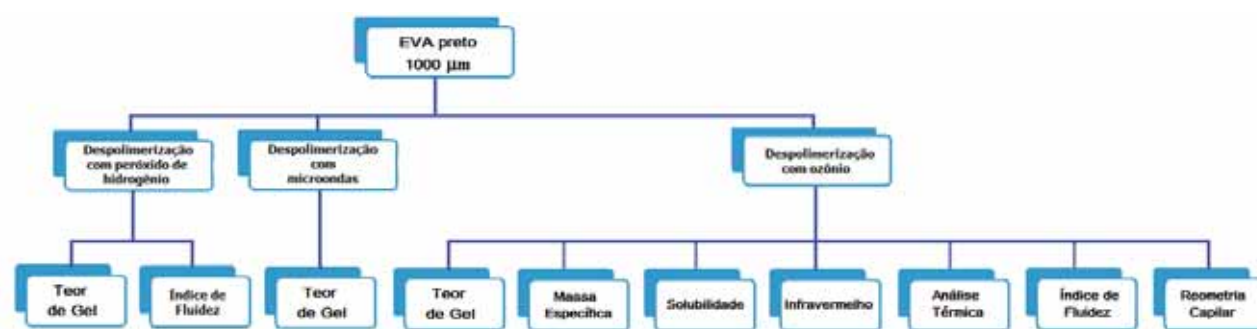 EVA preto
1000 µm
Despolimerização
com peróxido de
hidrogênio
Despolimerização
com
microondas
Despolimerização
com ozônio
Teor
de Gel
Índice de
Fluidez
Teor
de Gel
Teor
de Gel
Massa
Específica
Solubilidade
Infravermelho
Análise
Térmica
Índice de
Fluidez
Reometria
Capilar